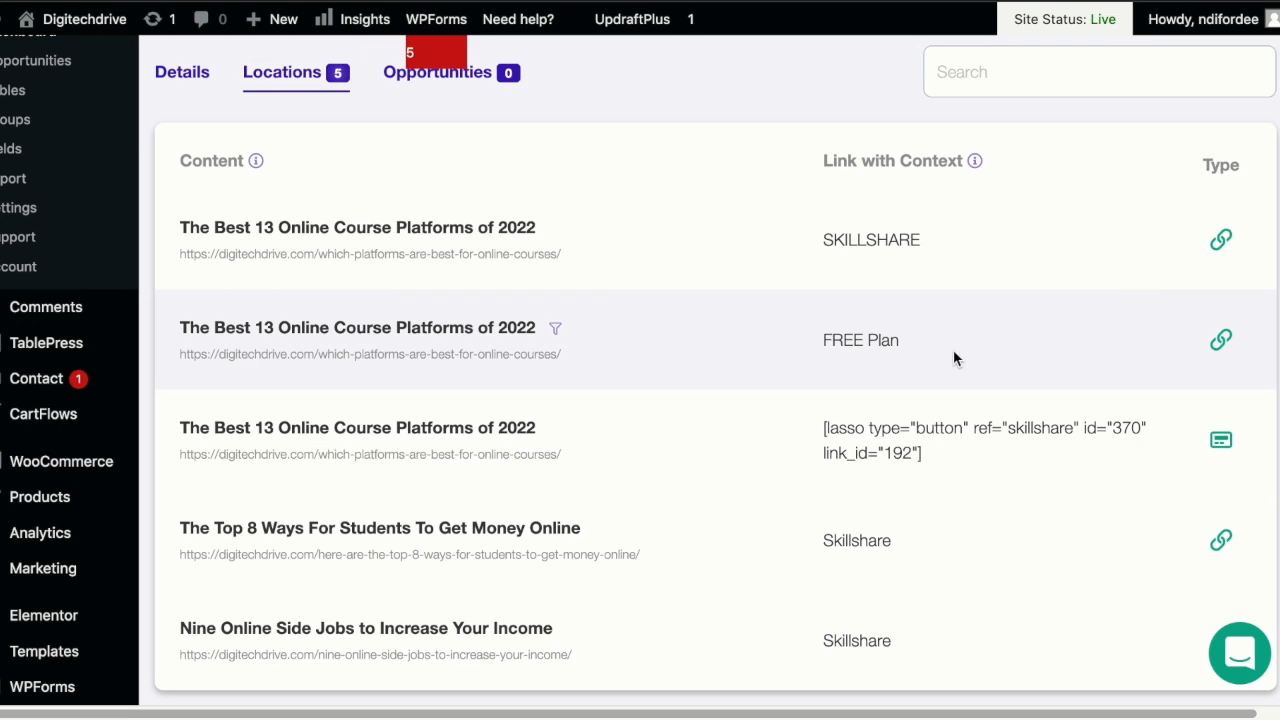 Digitechdrive 1 0 New Insights WPForms Need help? UpdraftPlus 1 Site Status: Live Howdy, ndifordee
5
pportunities
bles
oups
elds
port
ettings
upport
ccount
Comments
TablePress
Contact 1
CartFlows
WooCommerce
Products
Analytics
Marketing
Elementor
Templates
WPForms
Details Locations 5 Opportunities 0 Search
Content Link with Context Type
The Best 13 Online Course Platforms of 2022
https://digitechdrive.com/which-platforms-are-best-for-online-courses/
SKILLSHARE
The Best 13 Online Course Platforms of 2022
https://digitechdrive.com/which-platforms-are-best-for-online-courses/
FREE Plan
The Best 13 Online Course Platforms of 2022
https://digitechdrive.com/which-platforms-are-best-for-online-courses/
[lasso type="button" ref="skillshare" id="370"
link_id="192"]
The Top 8 Ways For Students To Get Money Online
https://digitechdrive.com/here-are-the-top-8-ways-for-students-to-get-money-online/
Skillshare
Nine Online Side Jobs to Increase Your Income
https://digitechdrive.com/nine-online-side-jobs-to-increase-your-income/
Skillshare